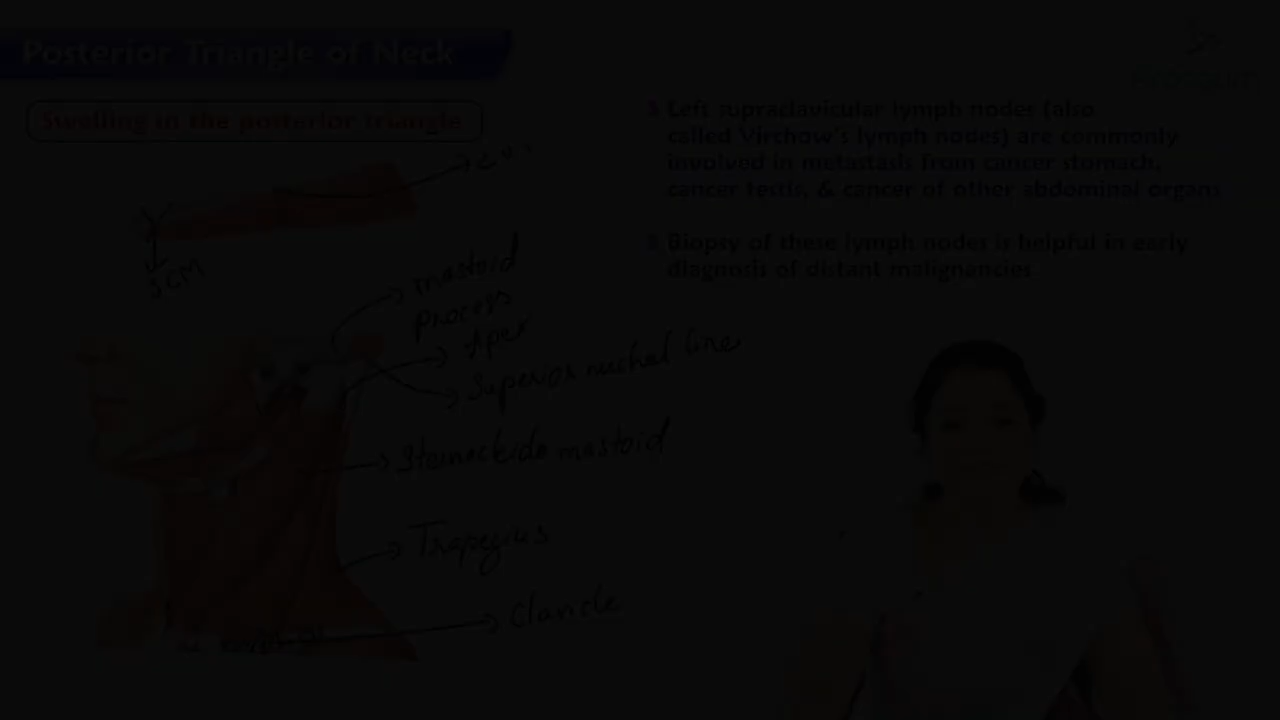 Posterior Triangle of Neck
Swelling in the posterior triangle
Left supraclavicular lymph nodes (also
called Virchow's lymph nodes) are commonly
involved in metastasis from cancer stomach,
cancer testis, & cancer of other abdominal organs
Biopsy of these lymph nodes is helpful in early
diagnosis of distant malignancies.
SCM
mastoid
process
Apex
Superior nuchal line
Trapezius
Clavicle